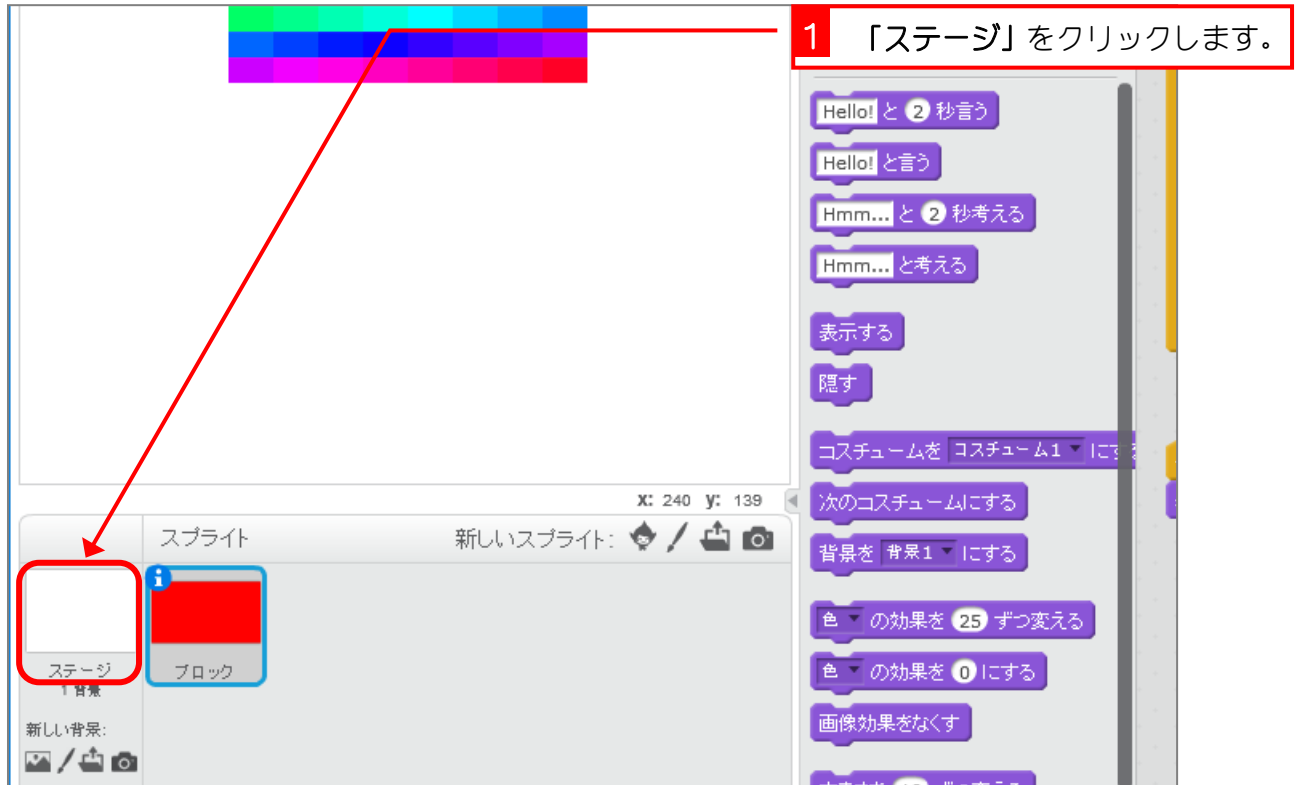 1 「ステージ」をクリックします。
Hello! と 2 秒言う
Hello! と言う
Hmm... と 2 秒考える
Hmm... と考える
表示する
隠す
コスチュームを コスチューム1 にする
次のコスチュームにする
背景を 背景1 にする
色 の効果を 25 ずつ変える
色 の効果を 0 にする
画像効果をなくす
X: 240 y: 139
スプライト 新しいスプライト:
ステージ
1 背景
ブロック
新しい背景: